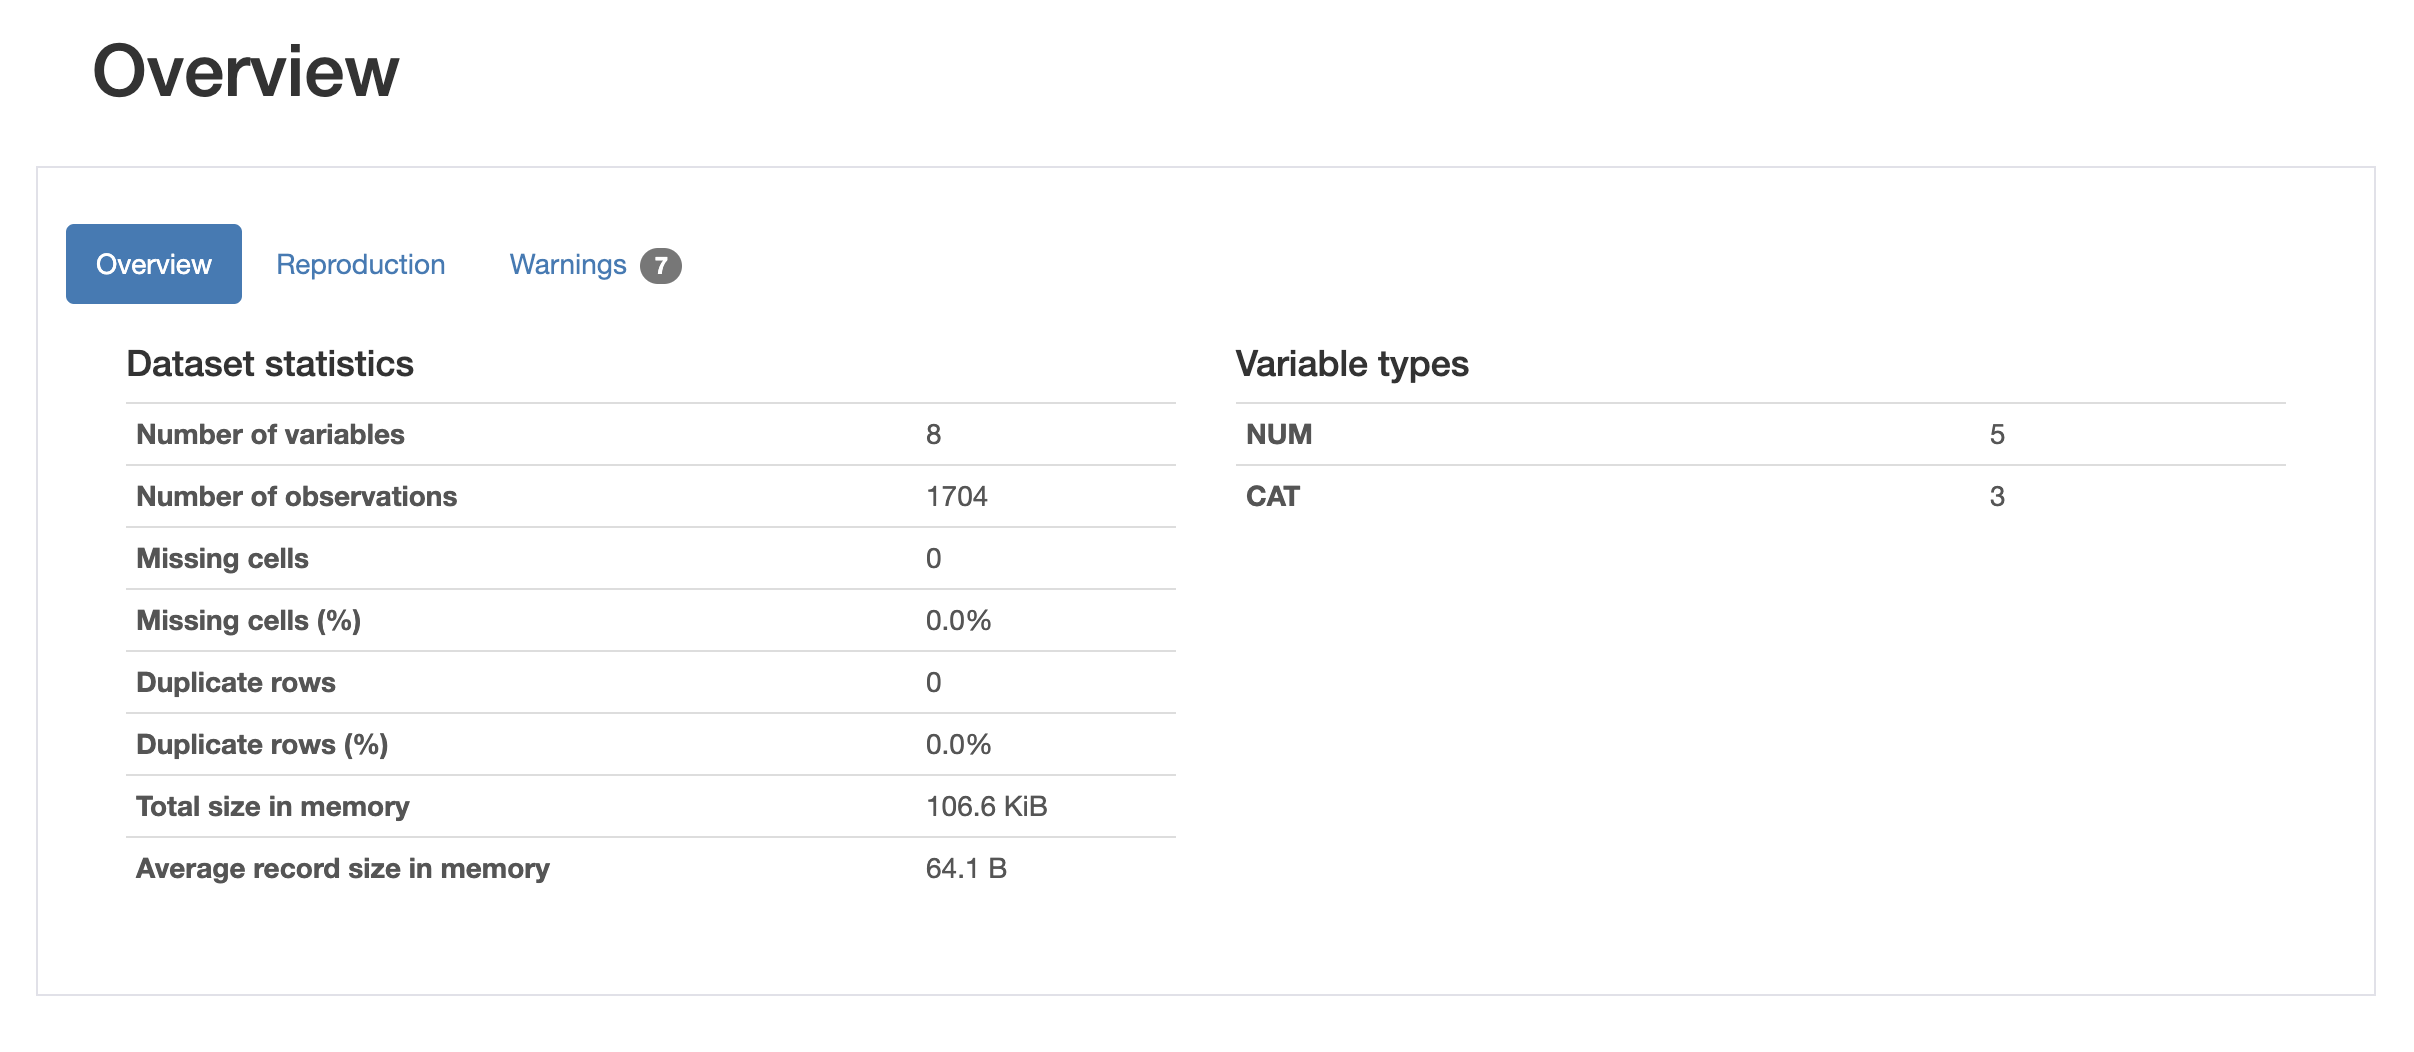 Overview
Overview Reproduction Warnings 7
Dataset statistics
Number of variables 8
Number of observations 1704
Missing cells 0
Missing cells (%) 0.0%
Duplicate rows 0
Duplicate rows (%) 0.0%
Total size in memory 106.6 KiB
Average record size in memory 64.1 B
Variable types
NUM 5
CAT 3